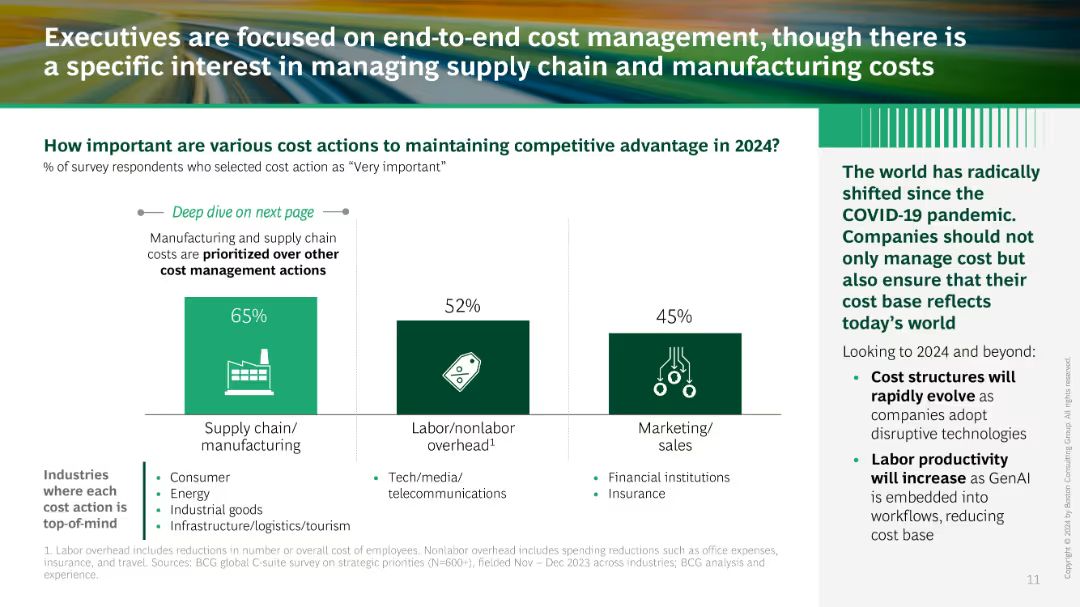 Executives are focused on end-to-end cost management, though there is
a specific interest in managing supply chain and manufacturing costs
How important are various cost actions to maintaining competitive advantage in 2024?
% of survey respondents who selected cost action as “Very important”
Deep dive on next page
Manufacturing and supply chain
costs are prioritized over other
cost management actions
65%
52%
45%
Supply chain/
manufacturing
Labor/nonlabor
overhead¹
Marketing/
sales
Industries
where each
cost action is
top-of-mind
• Consumer
• Energy
• Industrial goods
• Infrastructure/logistics/tourism
• Tech/media/
telecommunications
• Financial institutions
• Insurance
1. Labor overhead includes reductions in number or overall cost of employees. Nonlabor overhead includes spending reductions such as office expenses,
insurance, and travel. Sources: BCG global C-suite survey on strategic priorities (N=600+), fielded Nov – Dec 2023 across industries; BCG analysis and
experience.
The world has radically
shifted since the
COVID-19 pandemic.
Companies should not
only manage cost but
also ensure that their
cost base reflects
today’s world
Looking to 2024 and beyond:
• Cost structures will
rapidly evolve as
companies adopt
disruptive technologies
• Labor productivity
will increase as GenAI
is embedded into
workflows, reducing
cost base
Copyright © 2024 by Boston Consulting Group. All rights reserved.
11